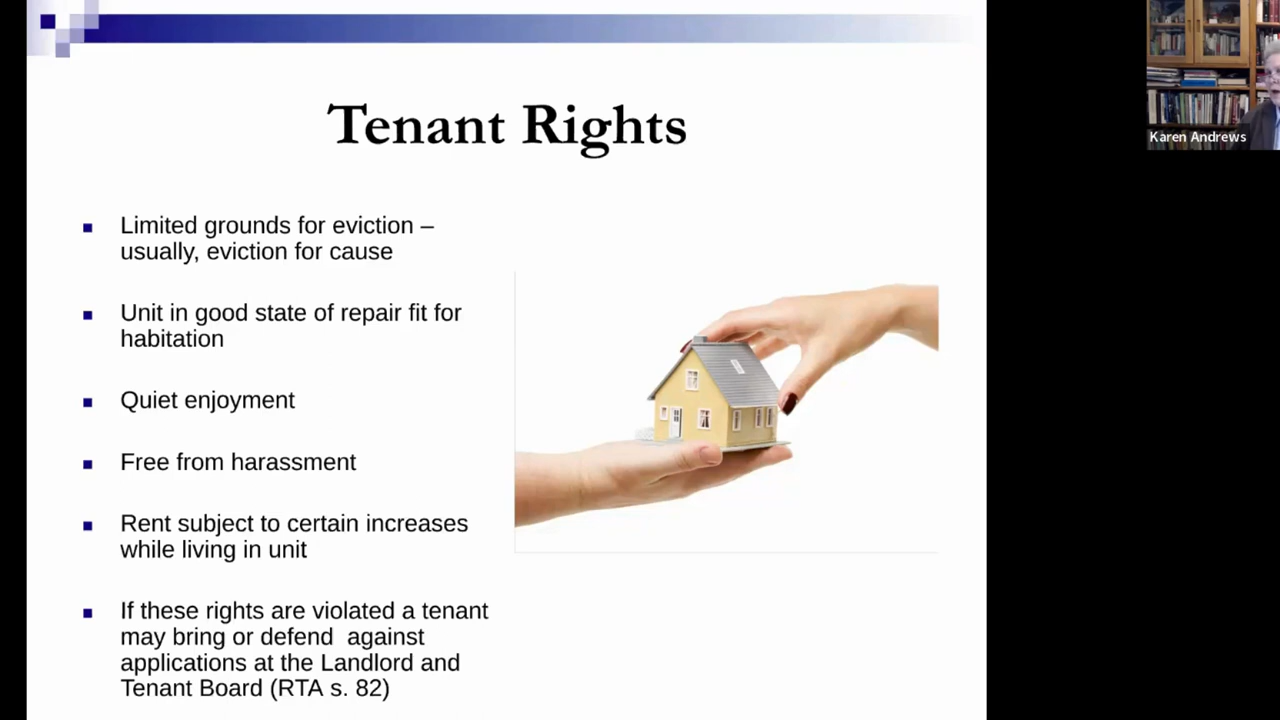 Tenant Rights
Limited grounds for eviction –
usually, eviction for cause
Unit in good state of repair fit for
habitation
Quiet enjoyment
Free from harassment
Rent subject to certain increases
while living in unit
If these rights are violated a tenant
may bring or defend  against
applications at the Landlord and
Tenant Board (RTA s. 82)
Karen Andrews